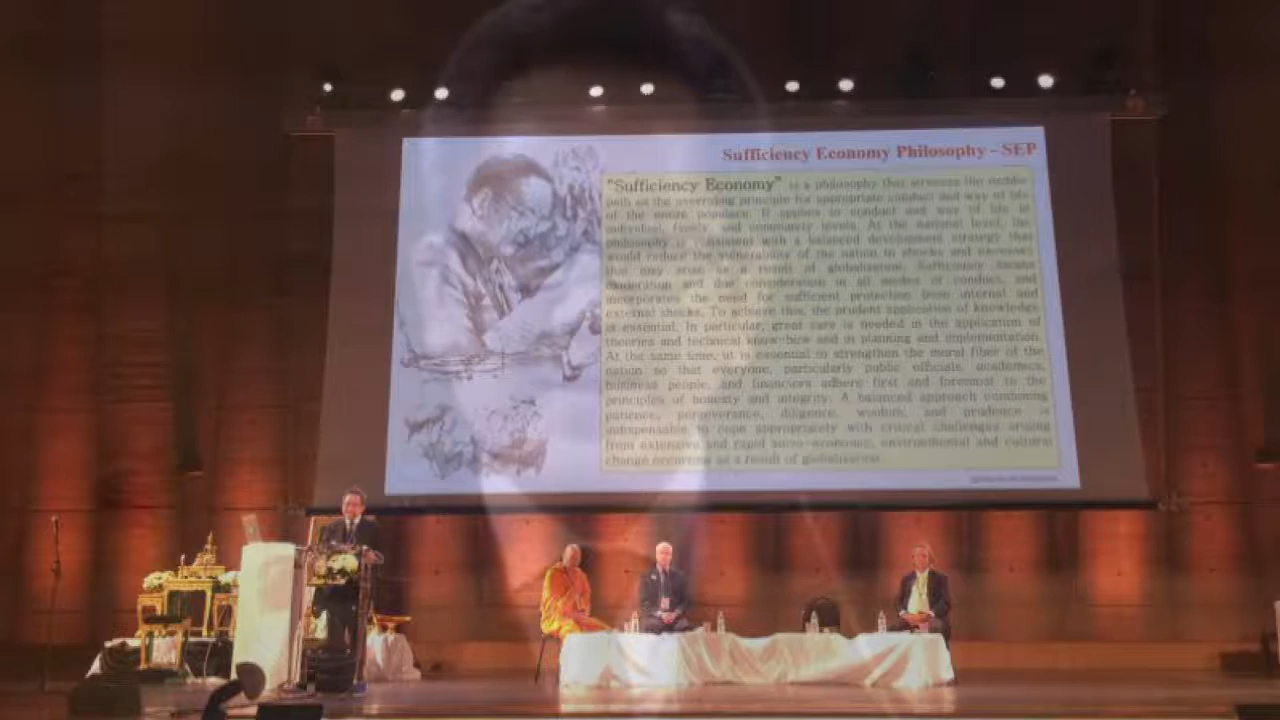 Sufficiency Economy Philosophy - SEP
"Sufficiency Economy" is a philosophy that stresses the middle
path as the overriding principle for appropriate conduct and way of life
of the entire populace. It applies to conduct and way of life at
individual, family and community levels. At the national level, the
philosophy is consistent with a balanced development strategy that
would reduce the vulnerability of the nation to shocks and excesses
that may arise as a result of globalization. Sufficiency means
moderation and due consideration in all modes of conduct, and
incorporates the need for sufficient protection from internal and
external shocks. To achieve this, the prudent application of knowledge
is essential. In particular, great care is needed in the application of
theories and technical know-how and in planning and implementation.
At the same time, it is essential to strengthen the moral fiber of the
nation so that everyone, particularly public officials, academics,
business people, and financiers adhere first and foremost to the
principles of honesty and integrity. A balanced approach combining
patience, perseverance, diligence, wisdom, and prudence is
indispensable to cope appropriately with critical challenges arising
from extensive and rapid socio-economic, environmental and cultural
change occurring as a result of globalization.